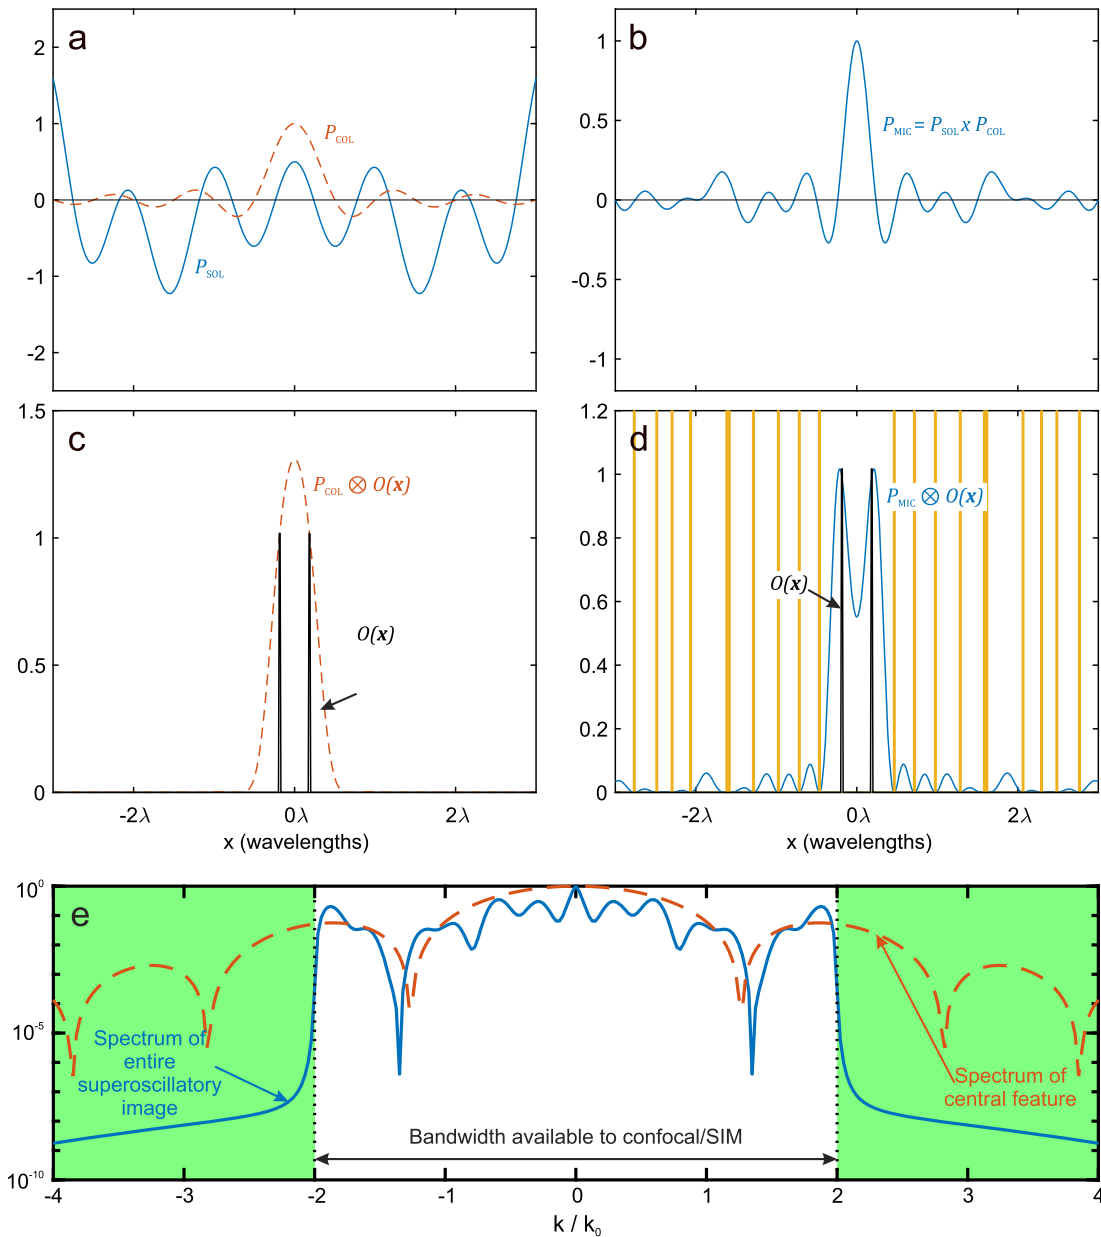 a
2
1
0
-1
-2
P_COL
P_SOL
b
1
0.5
0
-0.5
-1
P_MIC = P_SOL x P_COL
c
1.5
1
0.5
0
P_COL ⊗ O(x)
O(x)
-2λ 0λ 2λ
x (wavelengths)
d
1.2
1
0.8
0.6
0.4
0.2
0
P_MIC ⊗ O(x)
O(x)
-2λ 0λ 2λ
x (wavelengths)
e
10^0
10^-5
10^-10
Spectrum of
entire
superoscillatory
image
Spectrum of
central feature
Bandwidth available to confocal/SIM
-4 -3 -2 -1 0 1 2 3 4
k / k_0